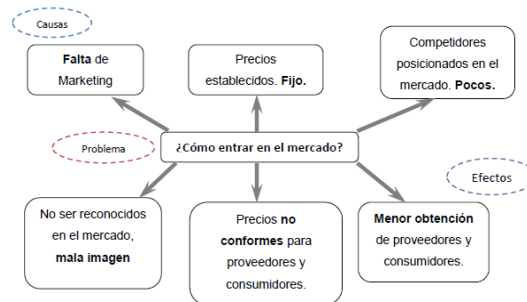 Causas
Falta de
Marketing
Precios
establecidos. Fijo.
Competidores
posicionados en el
mercado. Pocos.
Problema
¿Cómo entrar en el mercado?
Efectos
No ser reconocidos
en el mercado,
mala imagen
Precios no
conformes para
proveedores y
consumidores.
Menor obtención
de proveedores y
consumidores.